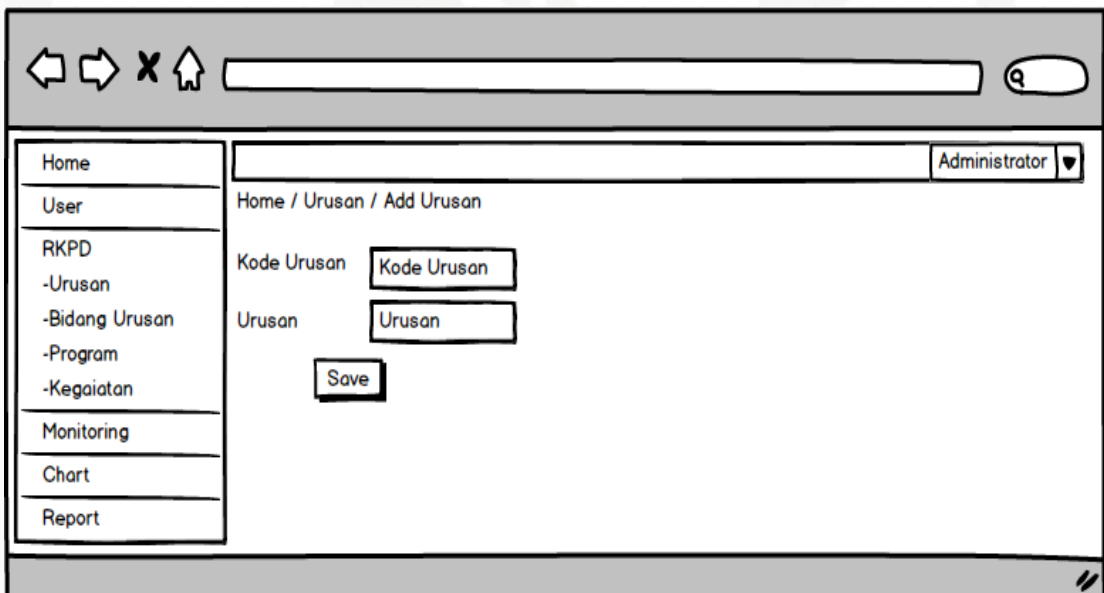 Home
User
RKPD
-Urusan
-Bidang Urusan
-Program
-Kegaiatan
Monitoring
Chart
Report
Administrator
Home / Urusan / Add Urusan
Kode Urusan Kode Urusan
Urusan Urusan
Save